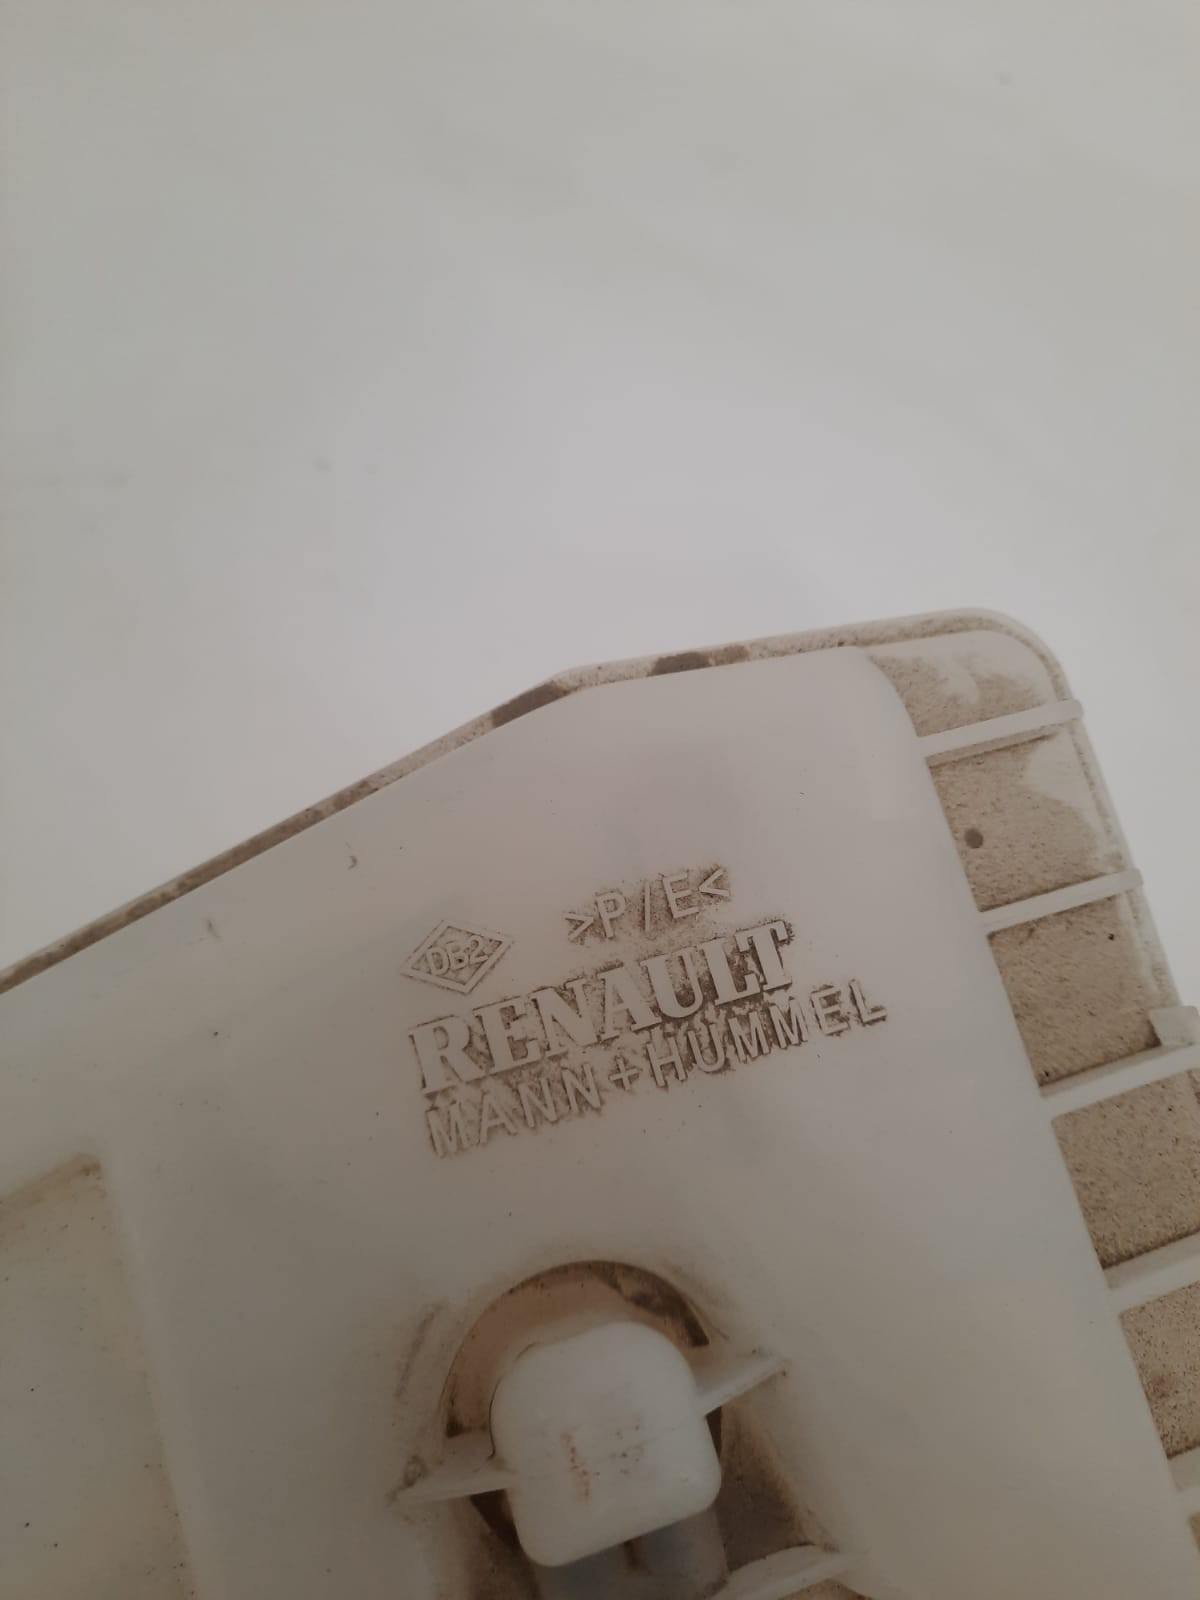 >P/E<
DB2
RENAULT
MANN+HUMMEL